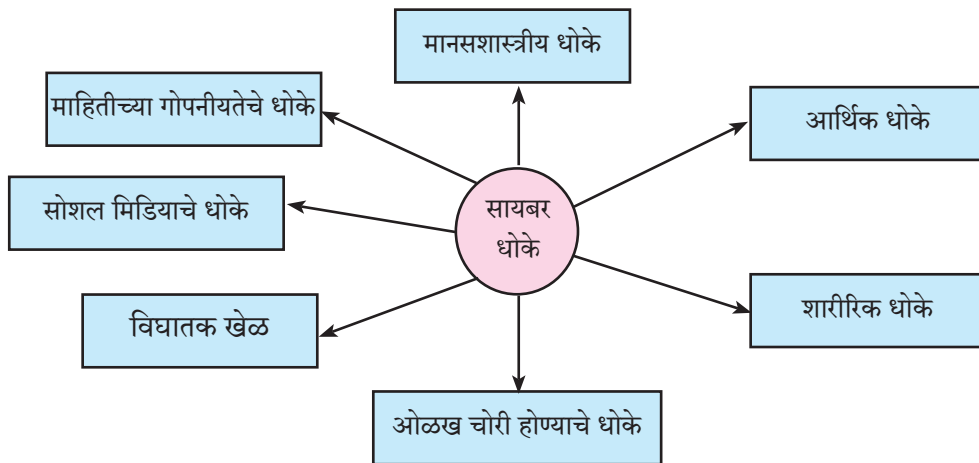 मानसशास्त्रीय धोके
माहितीच्या गोपनीयतेचे धोके
आर्थिक धोके
सोशल मिडियाचे धोके
सायबर
धोके
विघातक खेळ
शारीरिक धोके
ओळख चोरी होण्याचे धोके